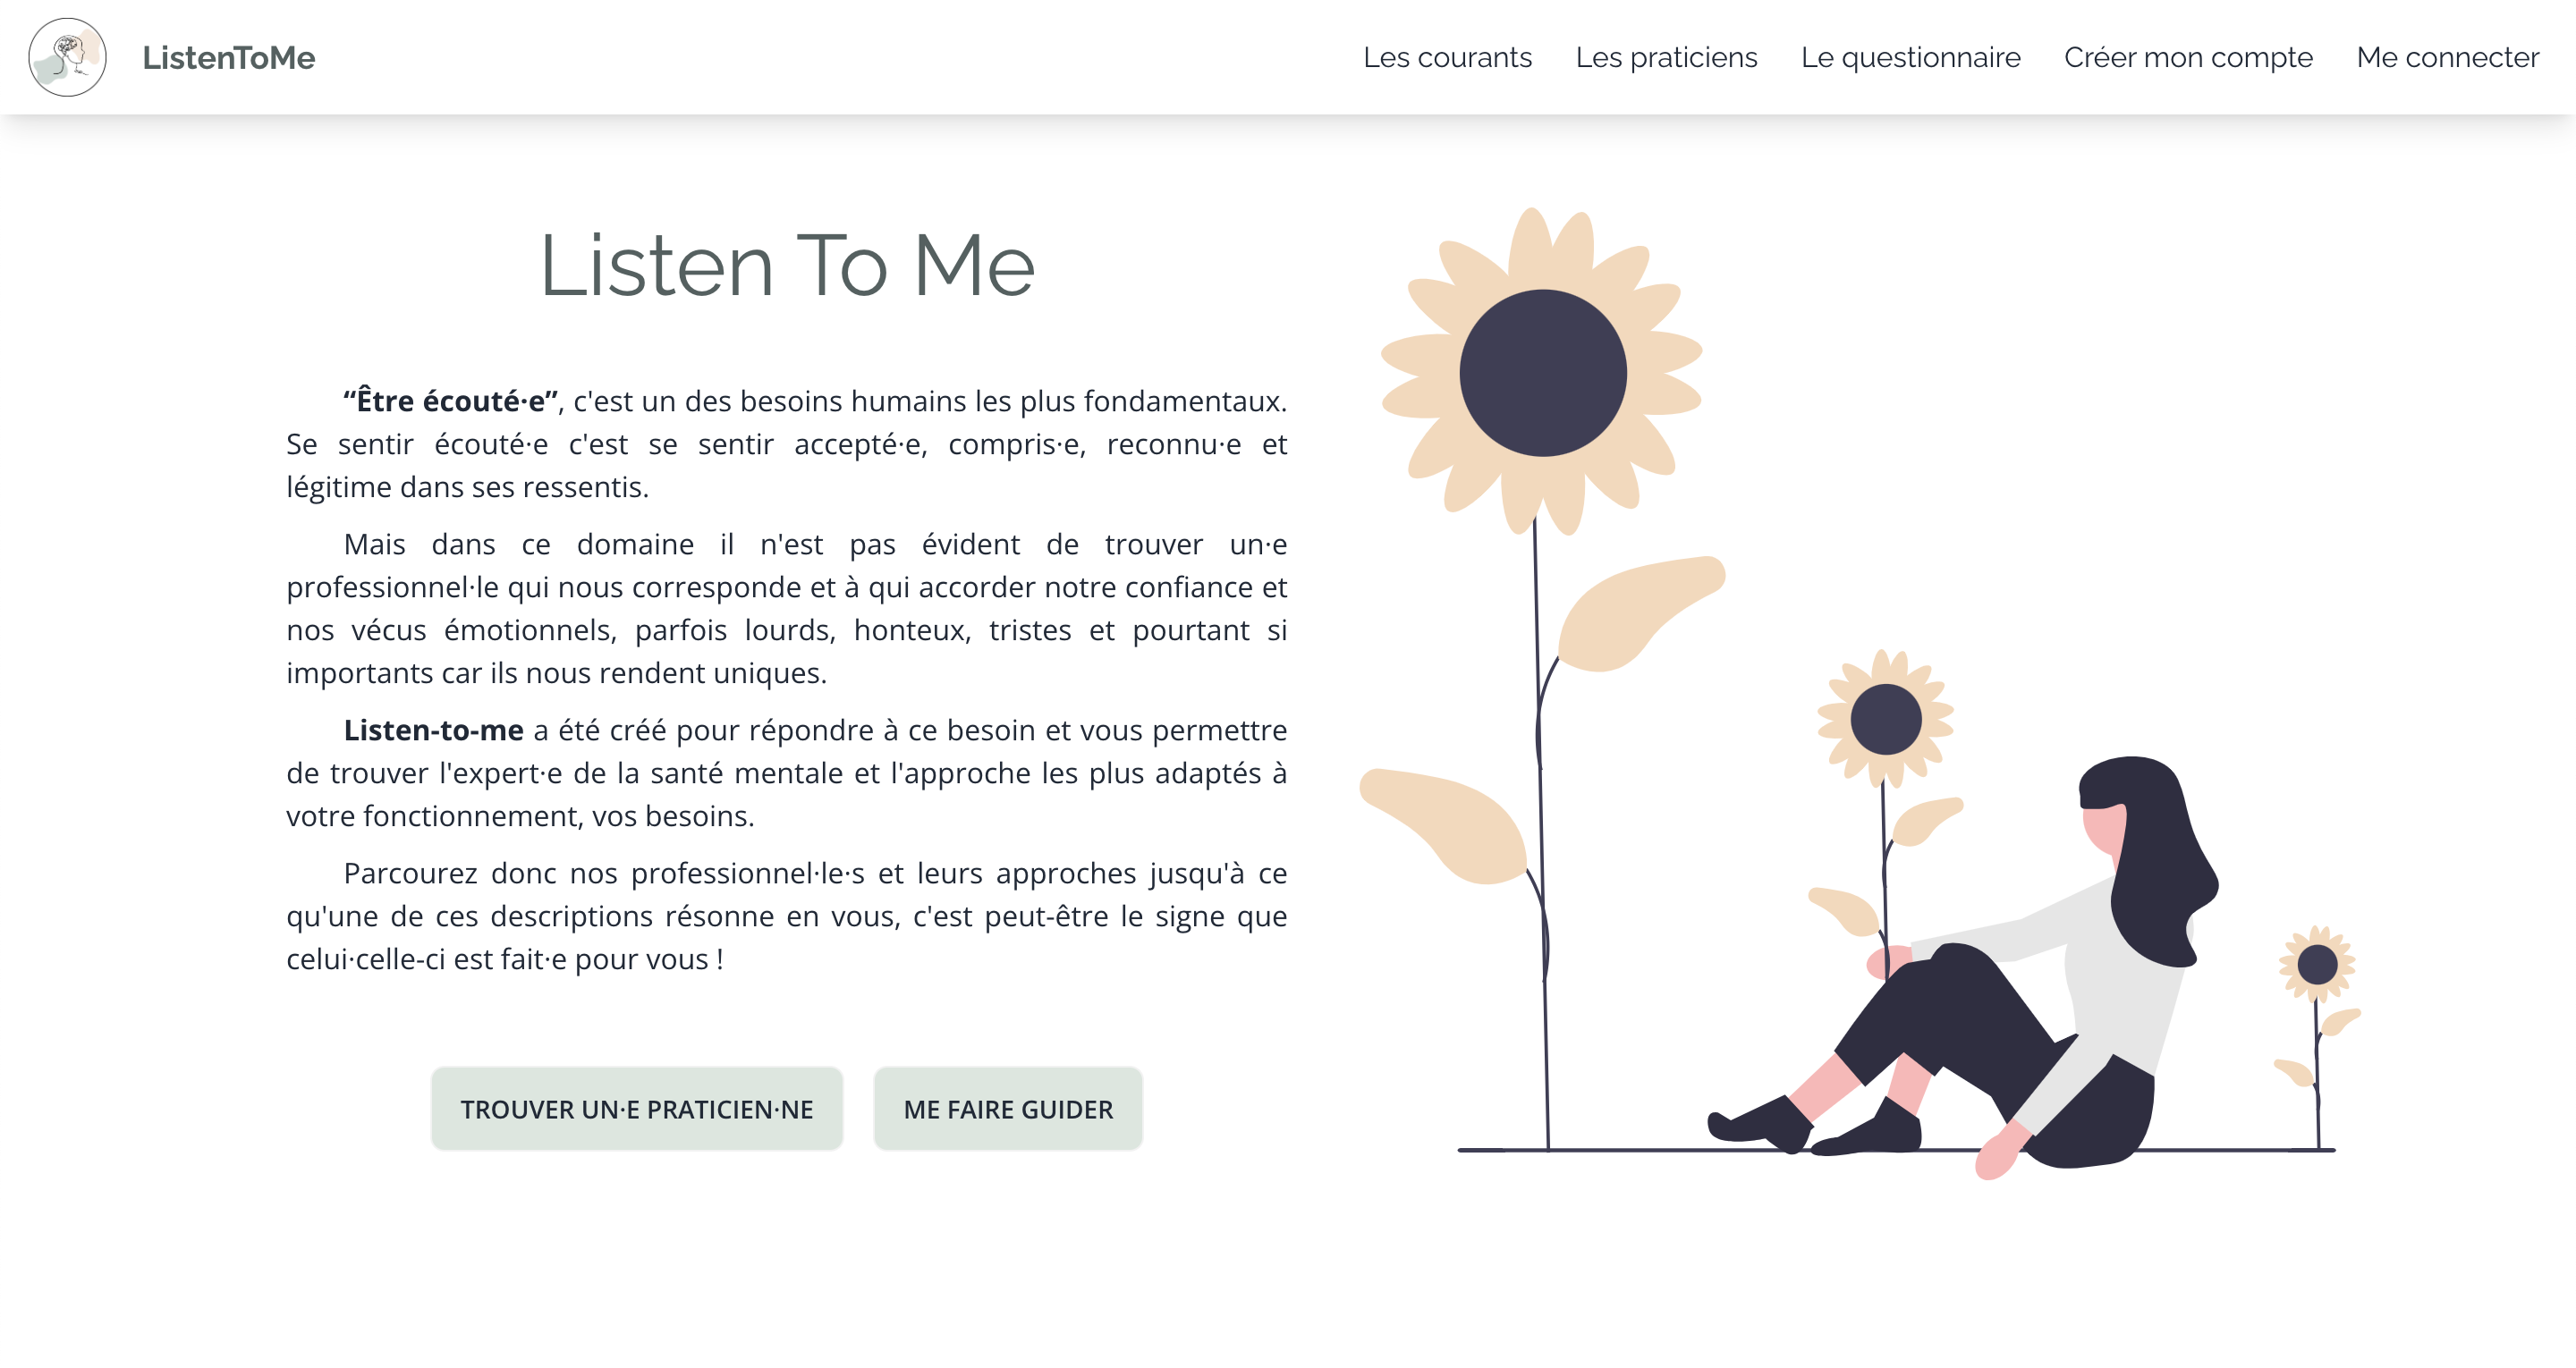 ListenToMe
Les courants
Les praticiens
Le questionnaire
Créer mon compte
Me connecter
Listen To Me
“Être écouté·e”, c'est un des besoins humains les plus fondamentaux.
Se sentir écouté·e c'est se sentir accepté·e, compris·e, reconnu·e et
légitime dans ses ressentis.
Mais dans ce domaine il n'est pas évident de trouver un·e
professionnel·le qui nous corresponde et à qui accorder notre confiance et
nos vécus émotionnels, parfois lourds, honteux, tristes et pourtant si
importants car ils nous rendent uniques.
Listen-to-me a été créé pour répondre à ce besoin et vous permettre
de trouver l'expert·e de la santé mentale et l'approche les plus adaptés à
votre fonctionnement, vos besoins.
Parcourez donc nos professionnel·le·s et leurs approches jusqu'à ce
qu'une de ces descriptions résonne en vous, c'est peut-être le signe que
celui·celle-ci est fait·e pour vous !
TROUVER UN·E PRATICIEN·NE
ME FAIRE GUIDER